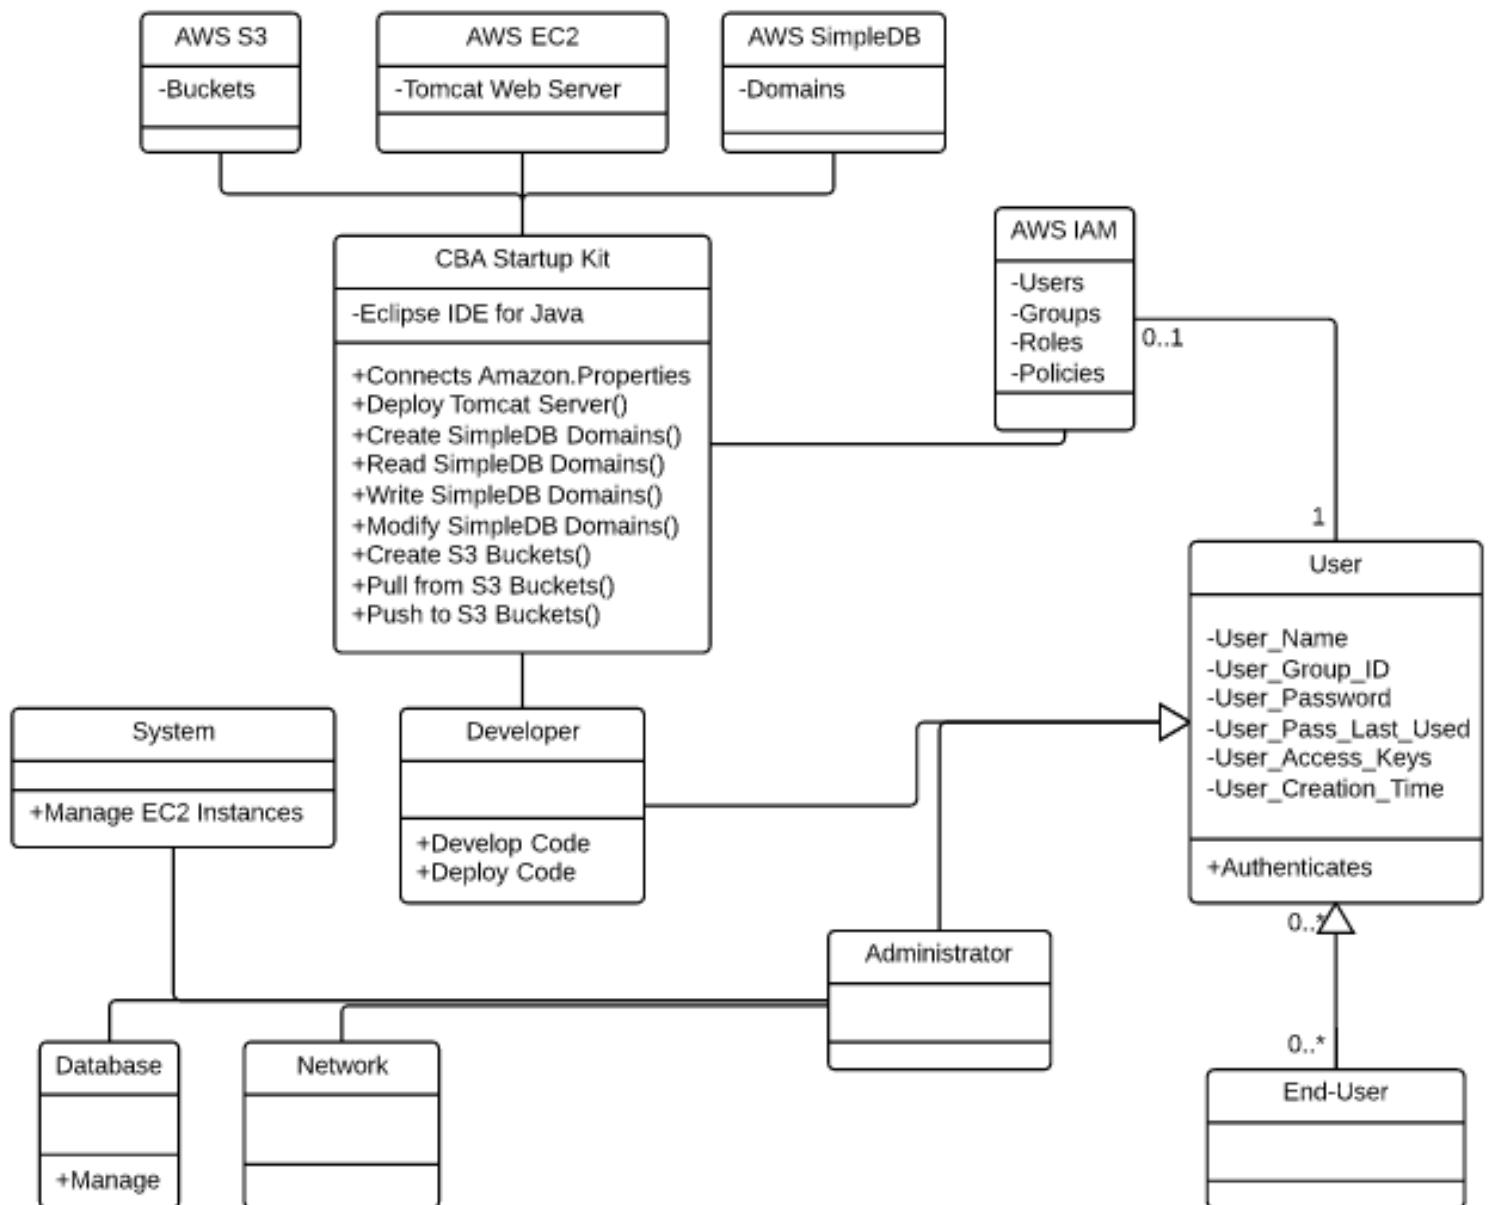 AWS S3
-Buckets
AWS EC2
-Tomcat Web Server
AWS SimpleDB
-Domains
CBA Startup Kit
-Eclipse IDE for Java
+Connects Amazon.Properties
+Deploy Tomcat Server()
+Create SimpleDB Domains()
+Read SimpleDB Domains()
+Write SimpleDB Domains()
+Modify SimpleDB Domains()
+Create S3 Buckets()
+Pull from S3 Buckets()
+Push to S3 Buckets()
AWS IAM
-Users
-Groups
-Roles
-Policies
0..1
1
User
-User_Name
-User_Group_ID
-User_Password
-User_Pass_Last_Used
-User_Access_Keys
-User_Creation_Time
+Authenticates
0..*
0..*
System
+Manage EC2 Instances
Developer
+Develop Code
+Deploy Code
Administrator
Database
+Manage
Network
End-User